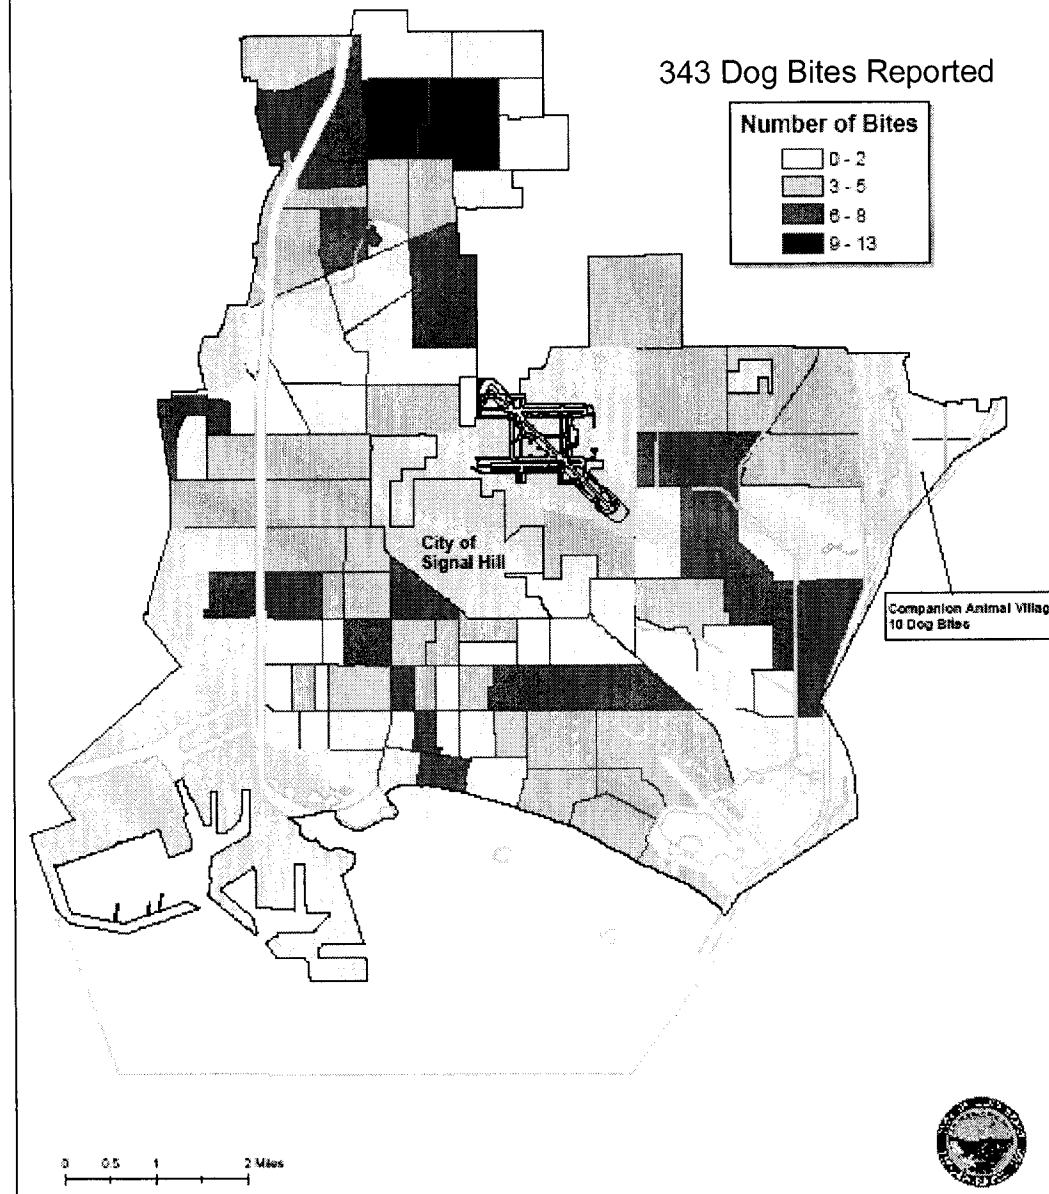 343 Dog Bites Reported
Number of Bites
0 - 2
3 - 5
6 - 8
9 - 13
City of
Signal Hill
Companion Animal Villag
10 Dog Bites
0 0.5 1 2 Miles